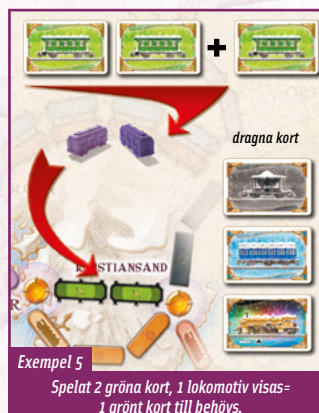 +
dragna kort
KRISTIANSAND
Exempel 5
Spelat 2 gröna kort, 1 lokomotiv visas=
1 grönt kort till behövs.